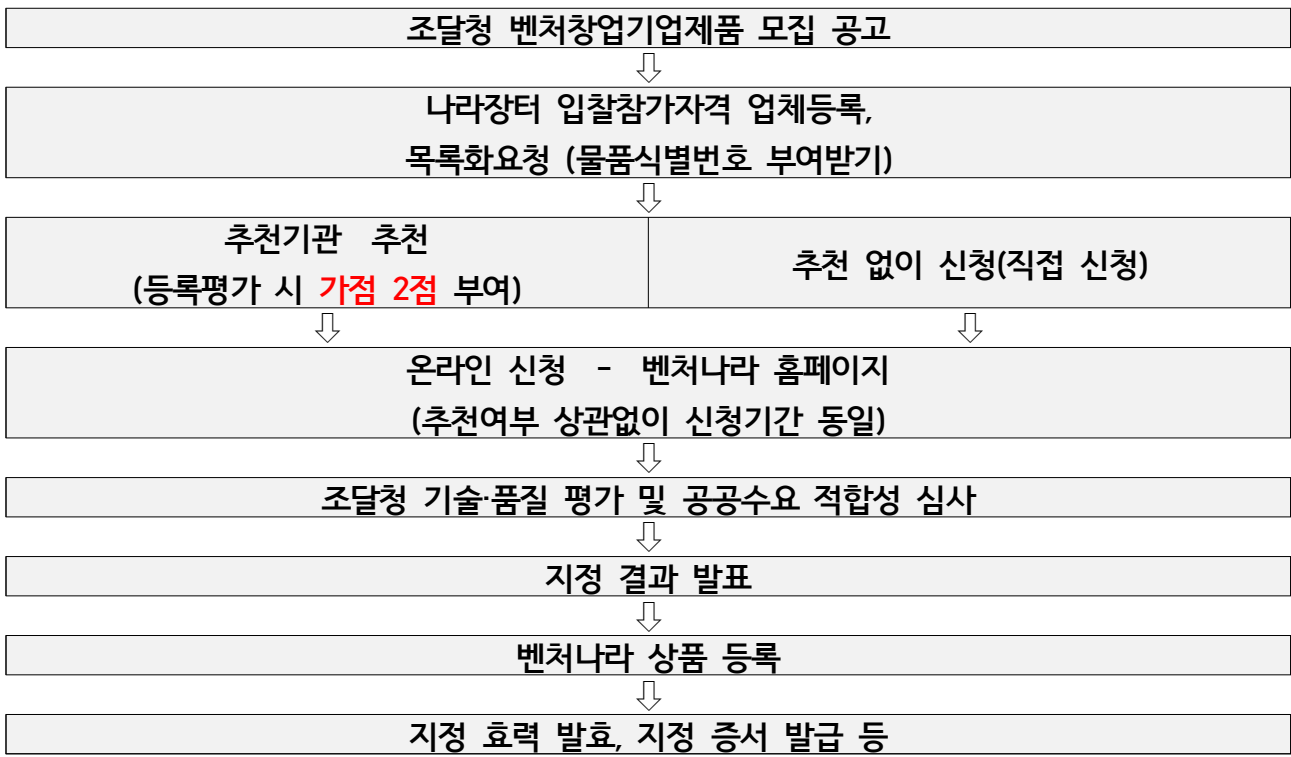 조달청 벤처창업기업제품 모집 공고
나라장터 입찰참가자격 업체등록,
목록화요청 (물품식별번호 부여받기)
추천기관 추천
(등록평가 시 가점 2점 부여)
추천 없이 신청(직접 신청)
온라인 신청 - 벤처나라 홈페이지
(추천여부 상관없이 신청기간 동일)
조달청 기술·품질 평가 및 공공수요 적합성 심사
지정 결과 발표
벤처나라 상품 등록
지정 효력 발효, 지정 증서 발급 등